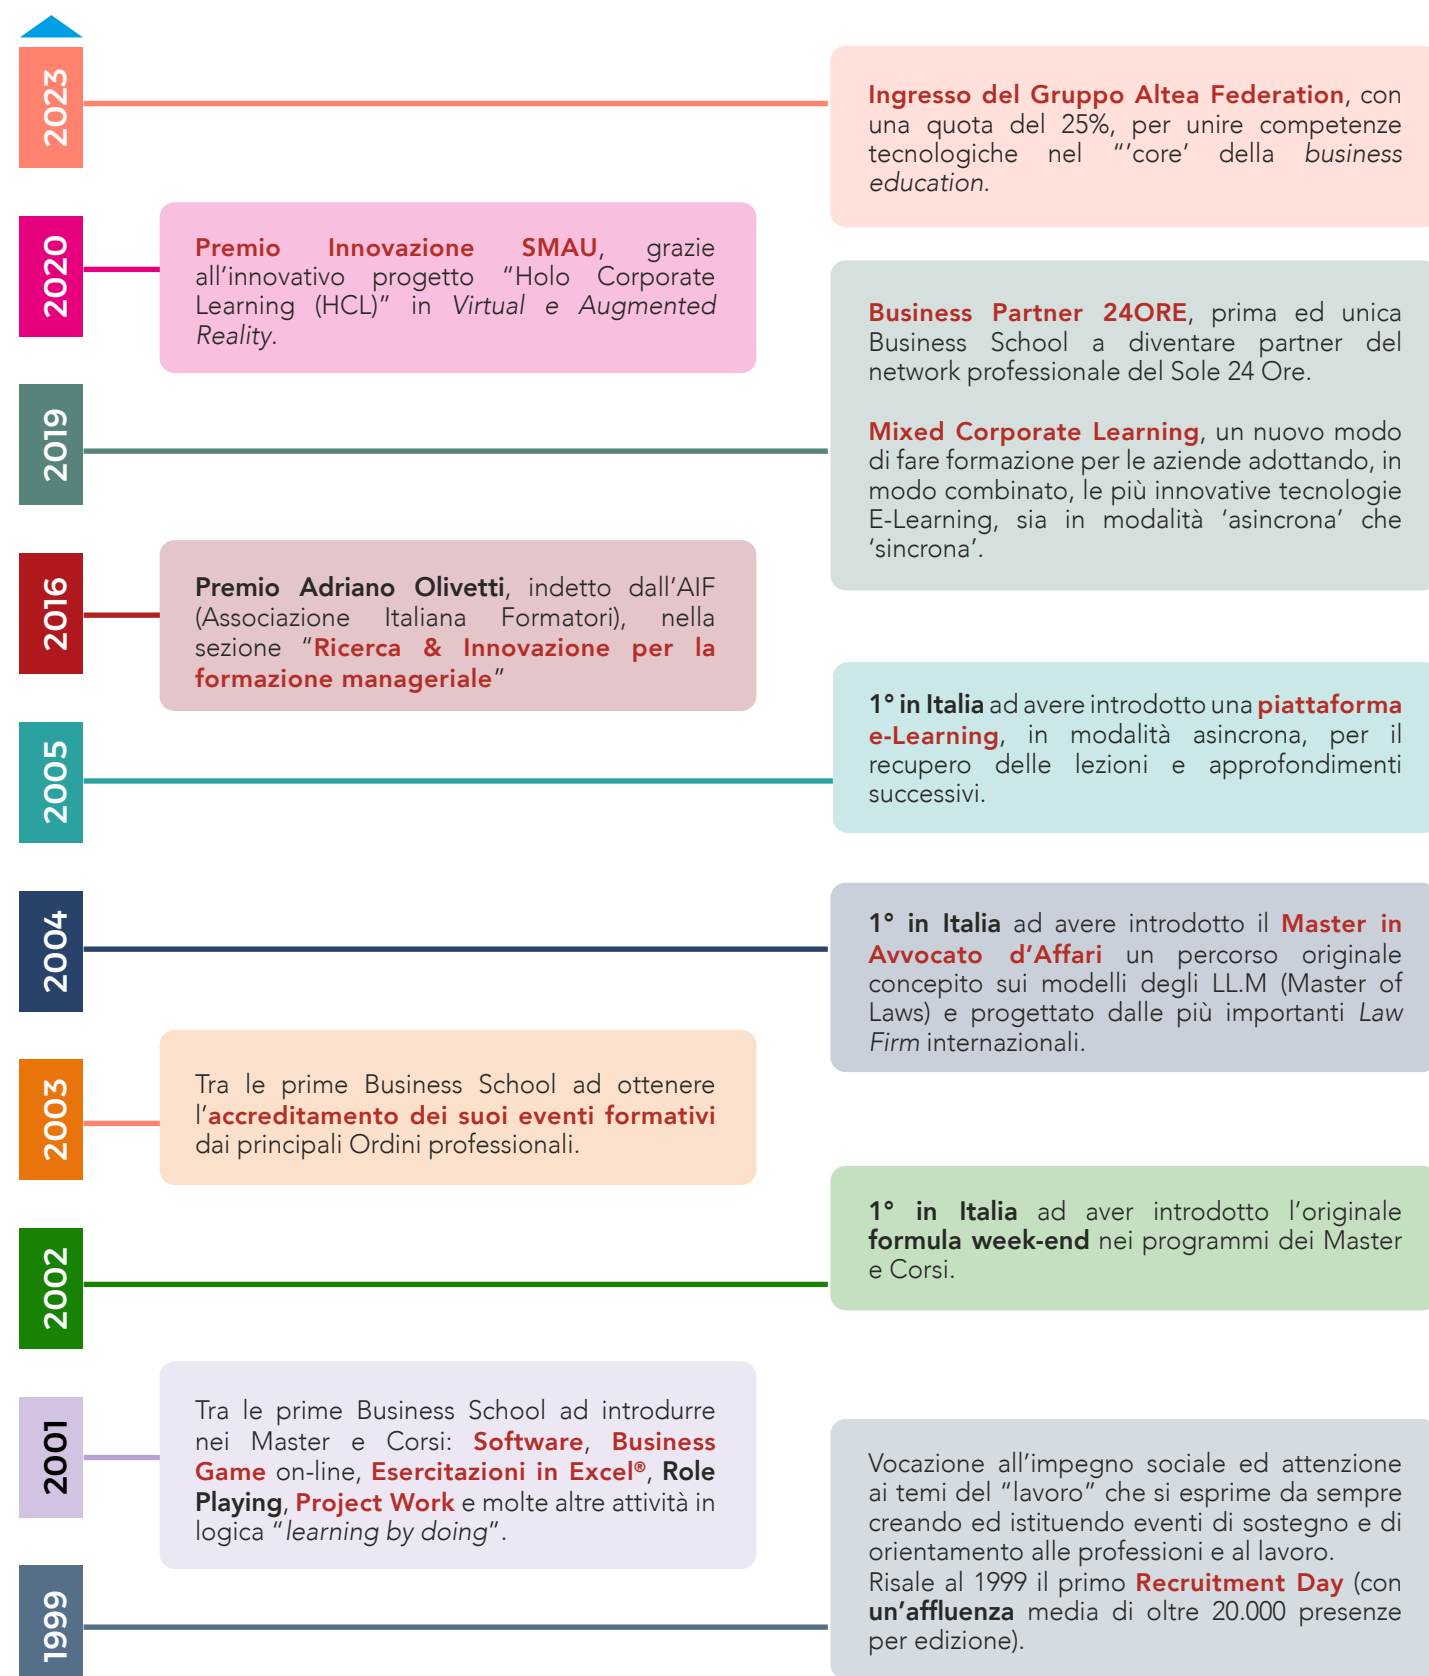 2023
Ingresso del Gruppo Altea Federation, con
una quota del 25%, per unire competenze
tecnologiche nel “‘core’ della business
education.
2020
Premio Innovazione SMAU, grazie
all’innovativo progetto “Holo Corporate
Learning (HCL)” in Virtual e Augmented
Reality.
2019
Business Partner 24ORE, prima ed unica
Business School a diventare partner del
network professionale del Sole 24 Ore.
Mixed Corporate Learning, un nuovo modo
di fare formazione per le aziende adottando, in
modo combinato, le più innovative tecnologie
E-Learning, sia in modalità ‘asincrona’ che
‘sincrona’.
2016
Premio Adriano Olivetti, indetto dall’AIF
(Associazione Italiana Formatori), nella
sezione “Ricerca & Innovazione per la
formazione manageriale”
2005
1° in Italia ad avere introdotto una piattaforma
e-Learning, in modalità asincrona, per il
recupero delle lezioni e approfondimenti
successivi.
2004
1° in Italia ad avere introdotto il Master in
Avvocato d’Affari un percorso originale
concepito sui modelli degli LL.M (Master of
Laws) e progettato dalle più importanti Law
Firm internazionali.
2003
Tra le prime Business School ad ottenere
l’accreditamento dei suoi eventi formativi
dai principali Ordini professionali.
2002
1° in Italia ad aver introdotto l’originale
formula week-end nei programmi dei Master
e Corsi.
2001
Tra le prime Business School ad introdurre
nei Master e Corsi: Software, Business
Game on-line, Esercitazioni in Excel®, Role
Playing, Project Work e molte altre attività in
logica “learning by doing”.
1999
Vocazione all’impegno sociale ed attenzione
ai temi del “lavoro” che si esprime da sempre
creando ed istituendo eventi di sostegno e di
orientamento alle professioni e al lavoro.
Risale al 1999 il primo Recruitment Day (con
un’affluenza media di oltre 20.000 presenze
per edizione).